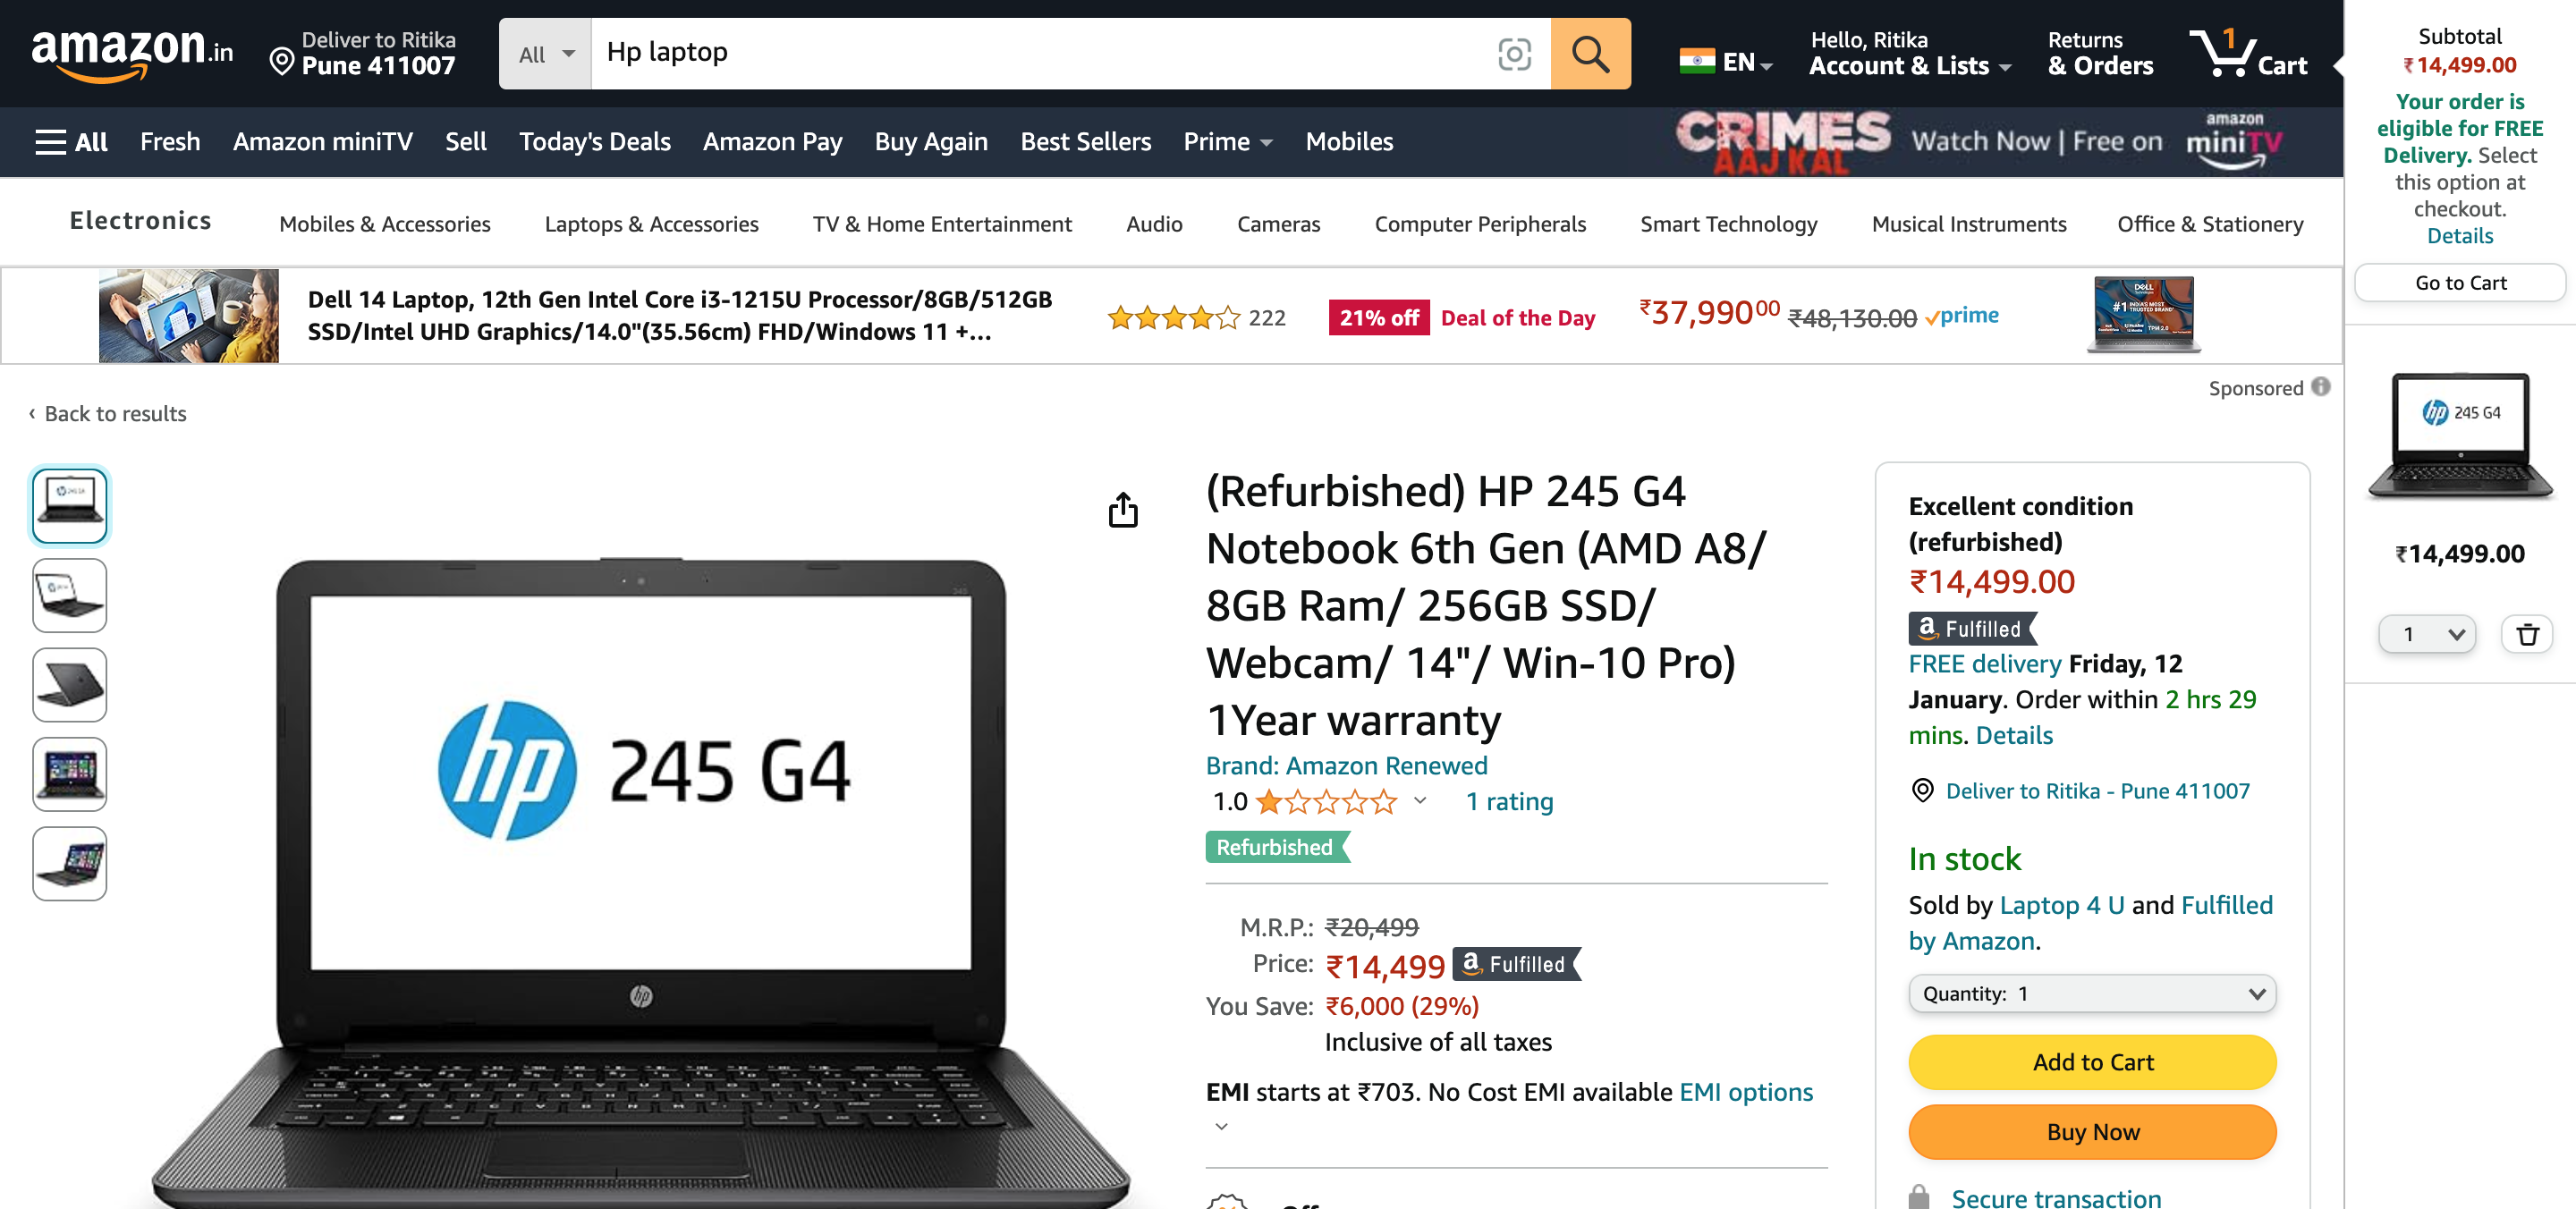 amazon.in
Deliver to Ritika
Pune 411007
All
Hp laptop
EN
Hello, Ritika
Account & Lists
Returns
& Orders
1
Cart
All
Fresh
Amazon miniTV
Sell
Today's Deals
Amazon Pay
Buy Again
Best Sellers
Prime
Mobiles
CRIMES
AAJ KAL
Watch Now | Free on
amazon
miniTV
Electronics
Mobiles & Accessories
Laptops & Accessories
TV & Home Entertainment
Audio
Cameras
Computer Peripherals
Smart Technology
Musical Instruments
Office & Stationery
Dell 14 Laptop, 12th Gen Intel Core i3-1215U Processor/8GB/512GB
SSD/Intel UHD Graphics/14.0"(35.56cm) FHD/Windows 11 +...
222
21% off
Deal of the Day
₹37,99000
₹48,130.00
prime
DELL
#1 INDIA'S MOST
TRUSTED BRAND
Sponsored
‹ Back to results
hp 245 G4
hp
(Refurbished) HP 245 G4
Notebook 6th Gen (AMD A8/
8GB Ram/ 256GB SSD/
Webcam/ 14"/ Win-10 Pro)
1Year warranty
Brand: Amazon Renewed
1.0
1 rating
Refurbished
M.R.P.: ₹20,499
Price: ₹14,499
a Fulfilled
You Save: ₹6,000 (29%)
Inclusive of all taxes
EMI starts at ₹703. No Cost EMI available EMI options
Excellent condition
(refurbished)
₹14,499.00
a Fulfilled
FREE delivery Friday, 12
January. Order within 2 hrs 29
mins. Details
Deliver to Ritika - Pune 411007
In stock
Sold by Laptop 4 U and Fulfilled
by Amazon.
Quantity: 1
Add to Cart
Buy Now
Secure transaction
Subtotal
₹14,499.00
Your order is
eligible for FREE
Delivery. Select
this option at
checkout.
Details
Go to Cart
hp 245 G4
₹14,499.00
1